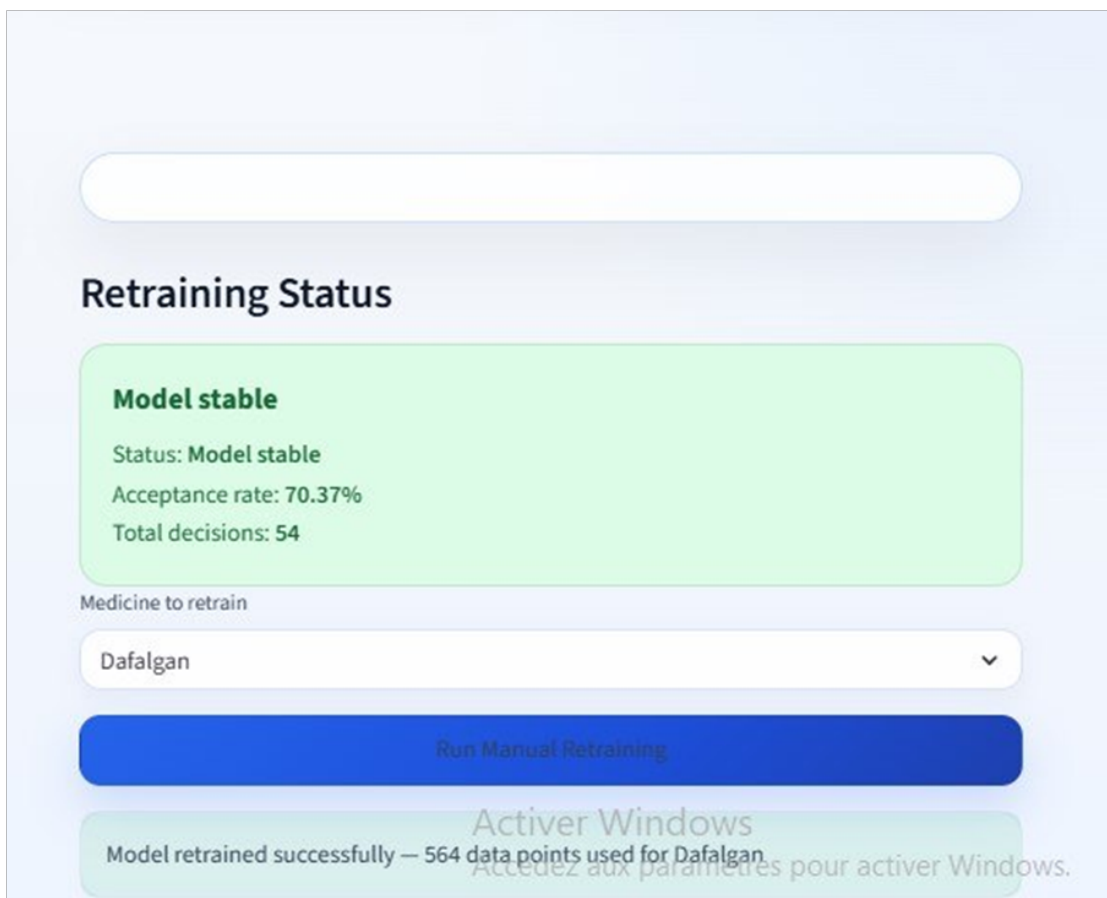 Retraining Status
Model stable
Status: Model stable
Acceptance rate: 70.37%
Total decisions: 54
Medicine to retrain
Dafalgan
Run Manual Retraining
Activer Windows
Model retrained successfully — 564 data points used for Dafalgan
Accédez aux paramètres pour activer Windows.